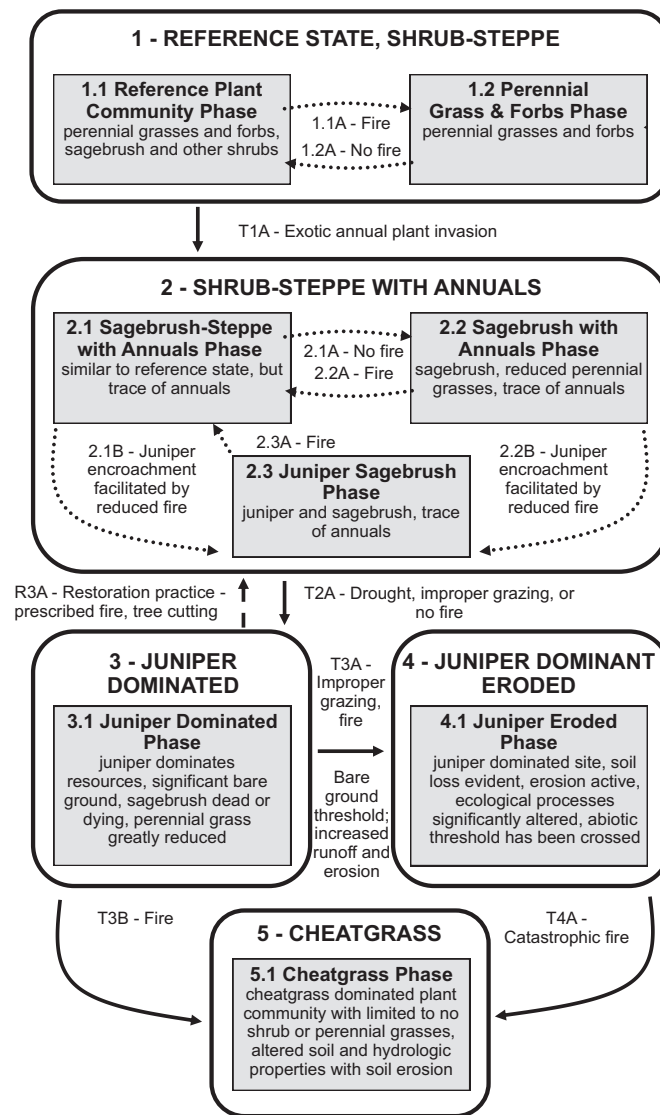 1 - REFERENCE STATE, SHRUB-STEPPE
1.1 Reference Plant
Community Phase
perennial grasses and forbs,
sagebrush and other shrubs
1.1A - Fire
1.2A - No fire
1.2 Perennial
Grass & Forbs Phase
perennial grasses and forbs
T1A - Exotic annual plant invasion
2 - SHRUB-STEPPE WITH ANNUALS
2.1 Sagebrush-Steppe
with Annuals Phase
similar to reference state, but
trace of annuals
2.1A - No fire
2.2A - Fire
2.2 Sagebrush with
Annuals Phase
sagebrush, reduced perennial
grasses, trace of annuals
2.1B - Juniper
encroachment
facilitated by
reduced fire
2.3A - Fire
2.3 Juniper Sagebrush
Phase
juniper and sagebrush, trace
of annuals
2.2B - Juniper
encroachment
facilitated by
reduced fire
R3A - Restoration practice -
prescribed fire, tree cutting
T2A - Drought, improper grazing, or
no fire
3 - JUNIPER
DOMINATED
3.1 Juniper Dominated
Phase
juniper dominates
resources, significant bare
ground, sagebrush dead or
dying, perennial grass
greatly reduced
T3A -
Improper
grazing,
fire
Bare
ground
threshold;
increased
runoff and
erosion
4 - JUNIPER DOMINANT
ERODED
4.1 Juniper Eroded
Phase
juniper dominated site, soil
loss evident, erosion active,
ecological processes
significantly altered, abiotic
threshold has been crossed
T3B - Fire
T4A -
Catastrophic fire
5 - CHEATGRASS
5.1 Cheatgrass Phase
cheatgrass dominated plant
community with limited to no
shrub or perennial grasses,
altered soil and hydrologic
properties with soil erosion